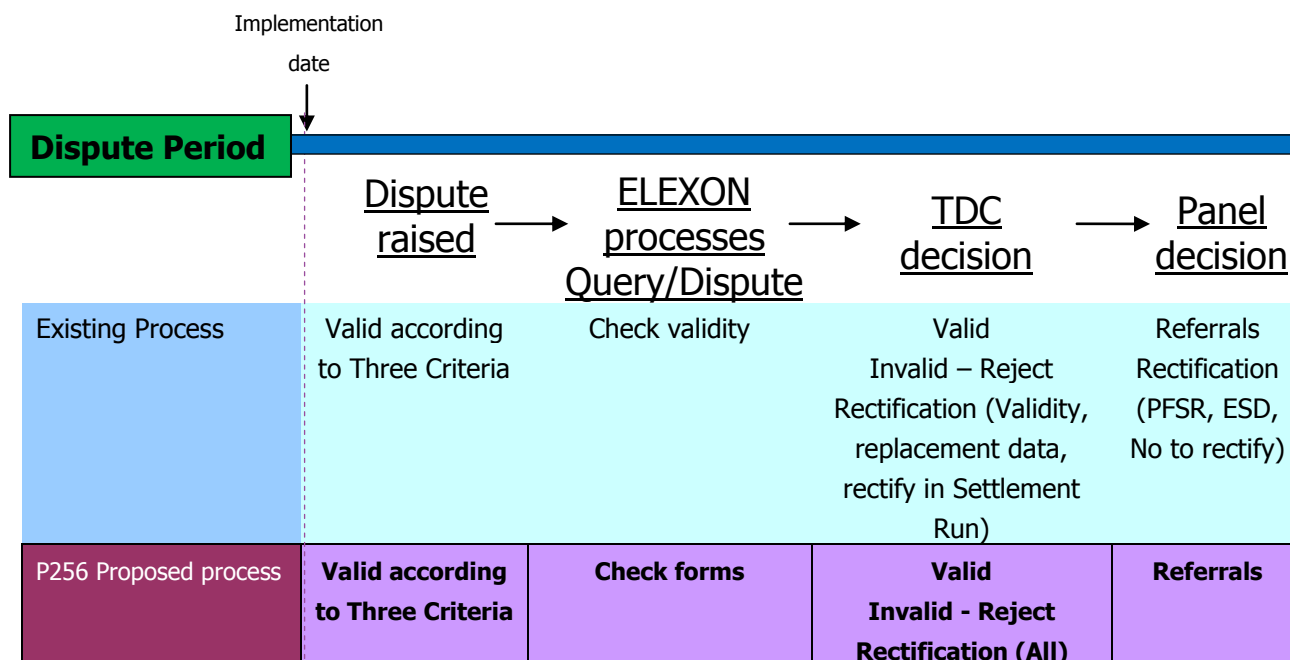 Implementation
date
Dispute Period
Dispute
raised
ELEXON
processes
Query/Dispute
TDC
decision
Panel
decision
Existing Process
Valid according
to Three Criteria
Check validity
Valid
Invalid – Reject
Rectification (Validity,
replacement data,
rectify in Settlement
Run)
Referrals
Rectification
(PFSR, ESD,
No to rectify)
P256 Proposed process
Valid according
to Three Criteria
Check forms
Valid
Invalid - Reject
Rectification (All)
Referrals